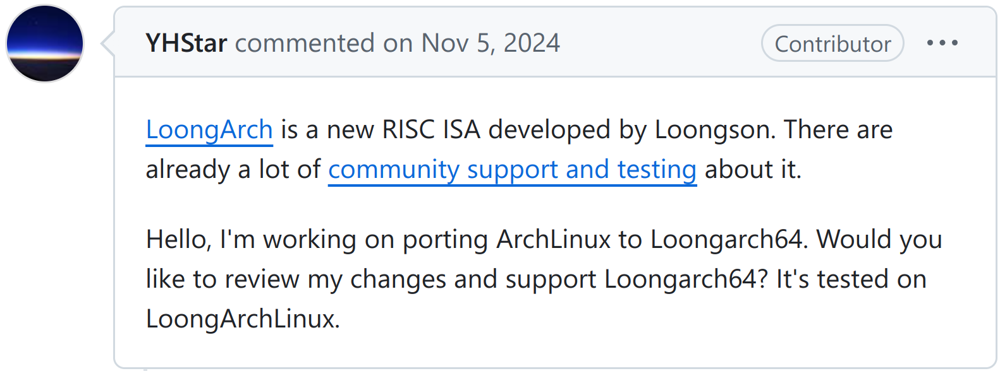 YHStar commented on Nov 5, 2024
Contributor
LoongArch is a new RISC ISA developed by Loongson. There are
already a lot of community support and testing about it.
Hello, I'm working on porting ArchLinux to Loongarch64. Would you
like to review my changes and support Loongarch64? It's tested on
LoongArchLinux.